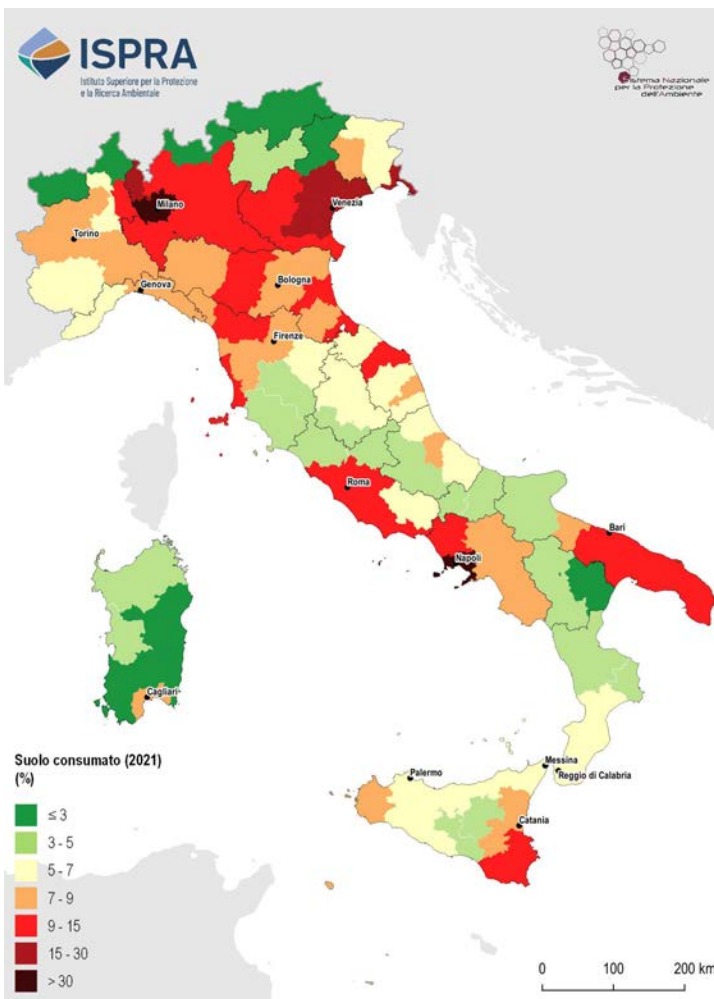 ISPRA
Istituto Superiore per la Protezione
e la Ricerca Ambientale
Sistema Nazionale
per la Protezione
dell'Ambiente
Milano
Venezia
Torino
Genova
Bologna
Firenze
Roma
Bari
Napoli
Cagliari
Messina
Palermo
Reggio di Calabria
Catania
Suolo consumato (2021)
(%)
≤ 3
3 - 5
5 - 7
7 - 9
9 - 15
15 - 30
> 30
0 100 200 km